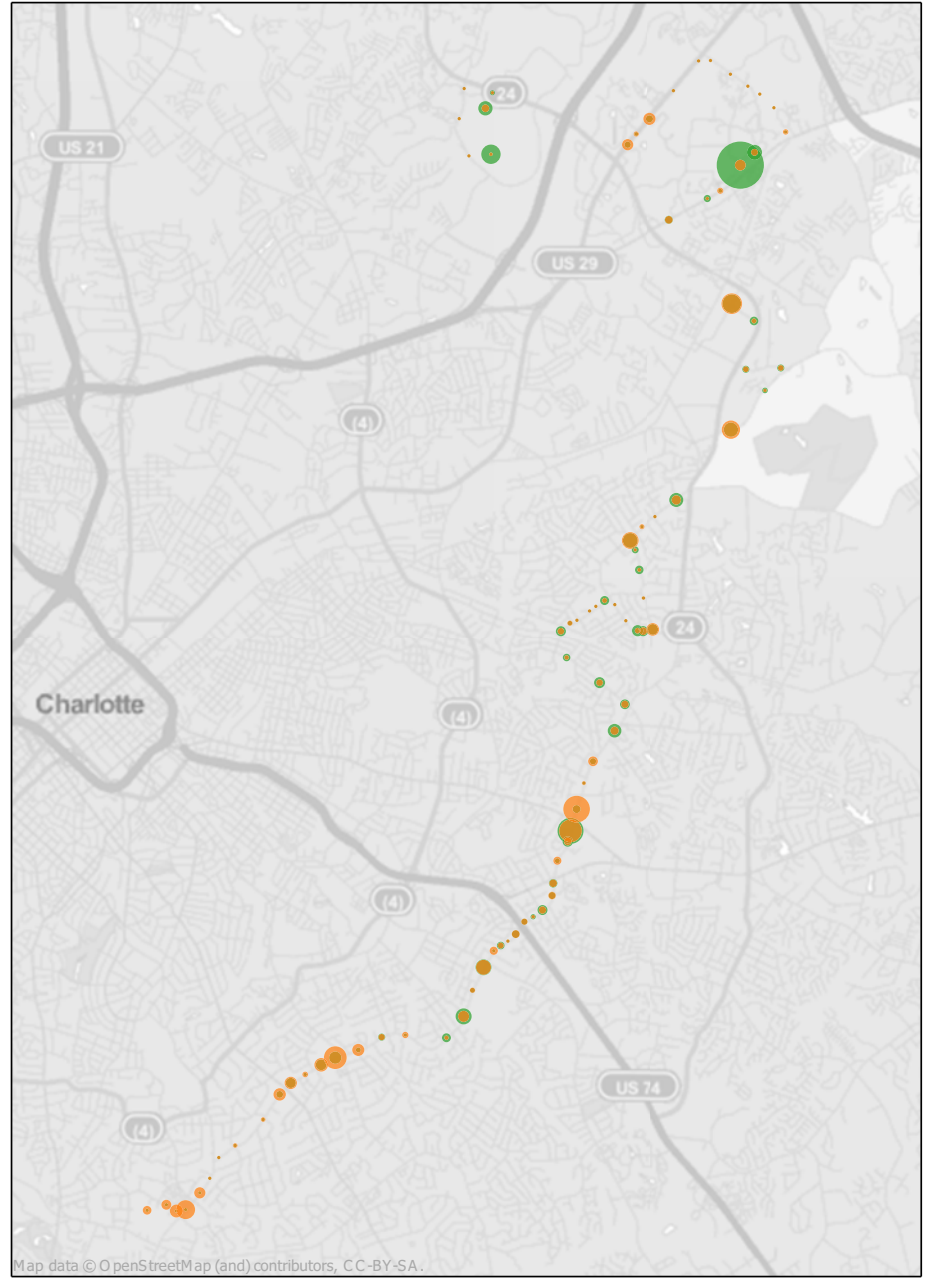 24
US 21
US 29
(4)
24
Charlotte
(4)
(4)
US 74
(4)
Map data © OpenStreetMap (and) contributors, CC-BY-SA.